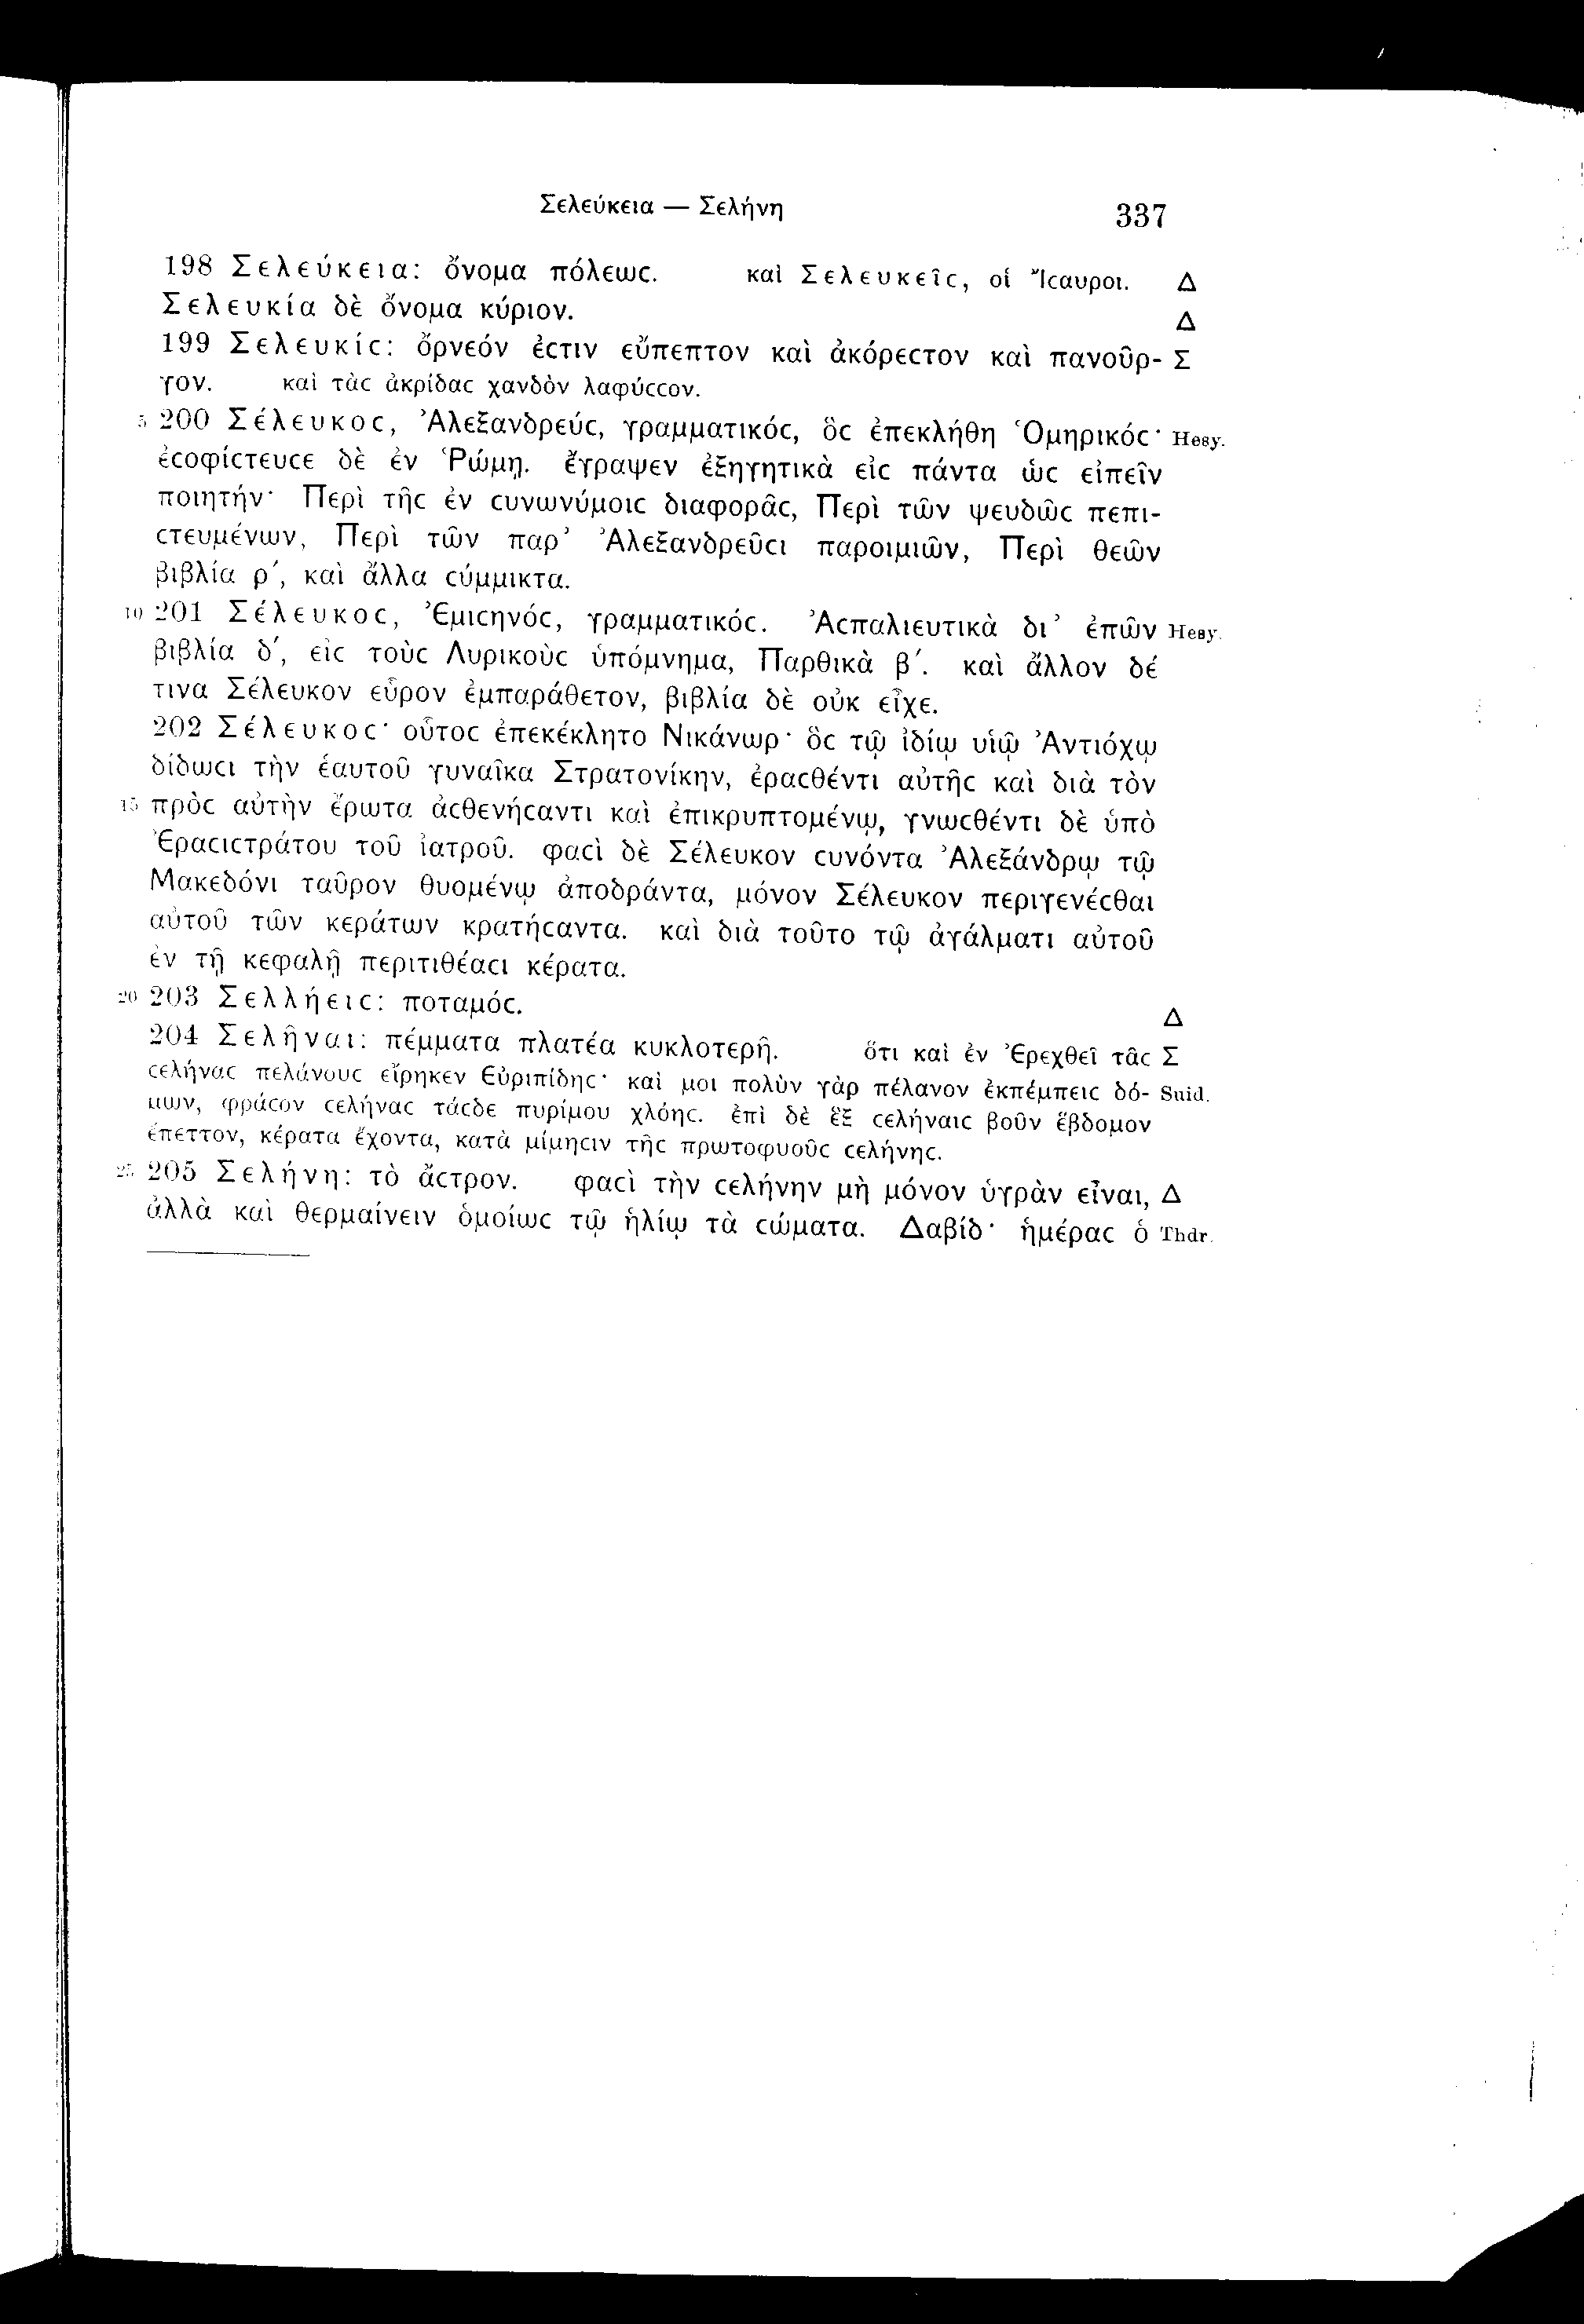 Σελεύκεια — Σελήνη 337
198 Σελεύκεια: ὄνομα πόλεωϲ. καὶ Σελευκεῖϲ, οἱ Ἴϲαυροι. Δ
Σελευκία δὲ ὄνομα κύριον. Δ
199 Σελευκίϲ: ὄρνεόν ἐϲτιν εὔπεπτον καὶ ἀκόρεϲτον καὶ πανοῦρ- Σ
γον. καὶ τὰϲ ἀκρίδαϲ χανδὸν λαφύϲϲον.
5 200 Σέλευκοϲ, Ἀλεξανδρεύϲ, γραμματικόϲ, ὃϲ ἐπεκλήθη Ὁμηρικόϲ· Hesy.
ἐϲοφίϲτευϲε δὲ ἐν Ῥώμῃ. ἔγραψεν ἐξηγητικὰ εἰϲ πάντα ὡϲ εἰπεῖν
ποιητήν· Περὶ τῆϲ ἐν ϲυνωνύμοιϲ διαφορᾶϲ, Περὶ τῶν ψευδῶϲ πεπι-
ϲτευμένων, Περὶ τῶν παρ’ Ἀλεξανδρεῦϲι παροιμιῶν, Περὶ θεῶν
βιβλία ρʹ, καὶ ἄλλα ϲύμμικτα.
10 201 Σέλευκοϲ, Ἐμιϲηνόϲ, γραμματικόϲ. Ἀϲπαλιευτικὰ δι’ ἐπῶν Hesy.
βιβλία δʹ, εἰϲ τοὺϲ Λυρικοὺϲ ὑπόμνημα, Παρθικὰ βʹ. καὶ ἄλλον δέ
τινα Σέλευκον εὗρον ἐμπαράθετον, βιβλία δὲ οὐκ εἶχε.
202 Σέλευκοϲ· οὗτοϲ ἐπεκέκλητο Νικάνωρ· ὃϲ τῷ ἰδίῳ υἱῷ Ἀντιόχῳ
δίδωϲι τὴν ἑαυτοῦ γυναῖκα Στρατονίκην, ἐραϲθέντι αὐτῆϲ καὶ διὰ τὸν
15 πρὸϲ αὐτὴν ἔρωτα ἀϲθενήϲαντι καὶ ἐπικρυπτομένῳ, γνωϲθέντι δὲ ὑπὸ
Ἐραϲιϲτράτου τοῦ ἰατροῦ. φαϲὶ δὲ Σέλευκον ϲυνόντα Ἀλεξάνδρῳ τῷ
Μακεδόνι ταῦρον θυομένῳ ἀποδράντα, μόνον Σέλευκον περιγενέϲθαι
αὐτοῦ τῶν κεράτων κρατήϲαντα. καὶ διὰ τοῦτο τῷ ἀγάλματι αὐτοῦ
ἐν τῇ κεφαλῇ περιτιθέαϲι κέρατα.
20 203 Σελλήειϲ: ποταμόϲ. Δ
204 Σελῆναι: πέμματα πλατέα κυκλοτερῆ. ὅτι καὶ ἐν Ἐρεχθεῖ τᾶϲ Σ
ϲελήναϲ πελάνουϲ εἴρηκεν Εὐριπίδηϲ· καὶ μοι πολὺν γὰρ πέλανον ἐκπέμπειϲ δό- Suid.
μων, φράϲον ϲελήναϲ τάϲδε πυρίμου χλόηϲ. ἐπὶ δὲ ἓξ ϲελήναιϲ βοῦν ἕβδομον
ἔπεττον, κέρατα ἔχοντα, κατὰ μίμηϲιν τῆϲ πρωτοφυοῦϲ ϲελήνηϲ.
25 205 Σελήνη: τὸ ἄϲτρον. φαϲὶ τὴν ϲελήνην μὴ μόνον ὑγρὰν εἶναι, Δ
ἀλλὰ καὶ θερμαίνειν ὁμοίωϲ τῷ ἡλίῳ τὰ ϲώματα. Δαβίδ· ἡμέραϲ ὁ Thdr.